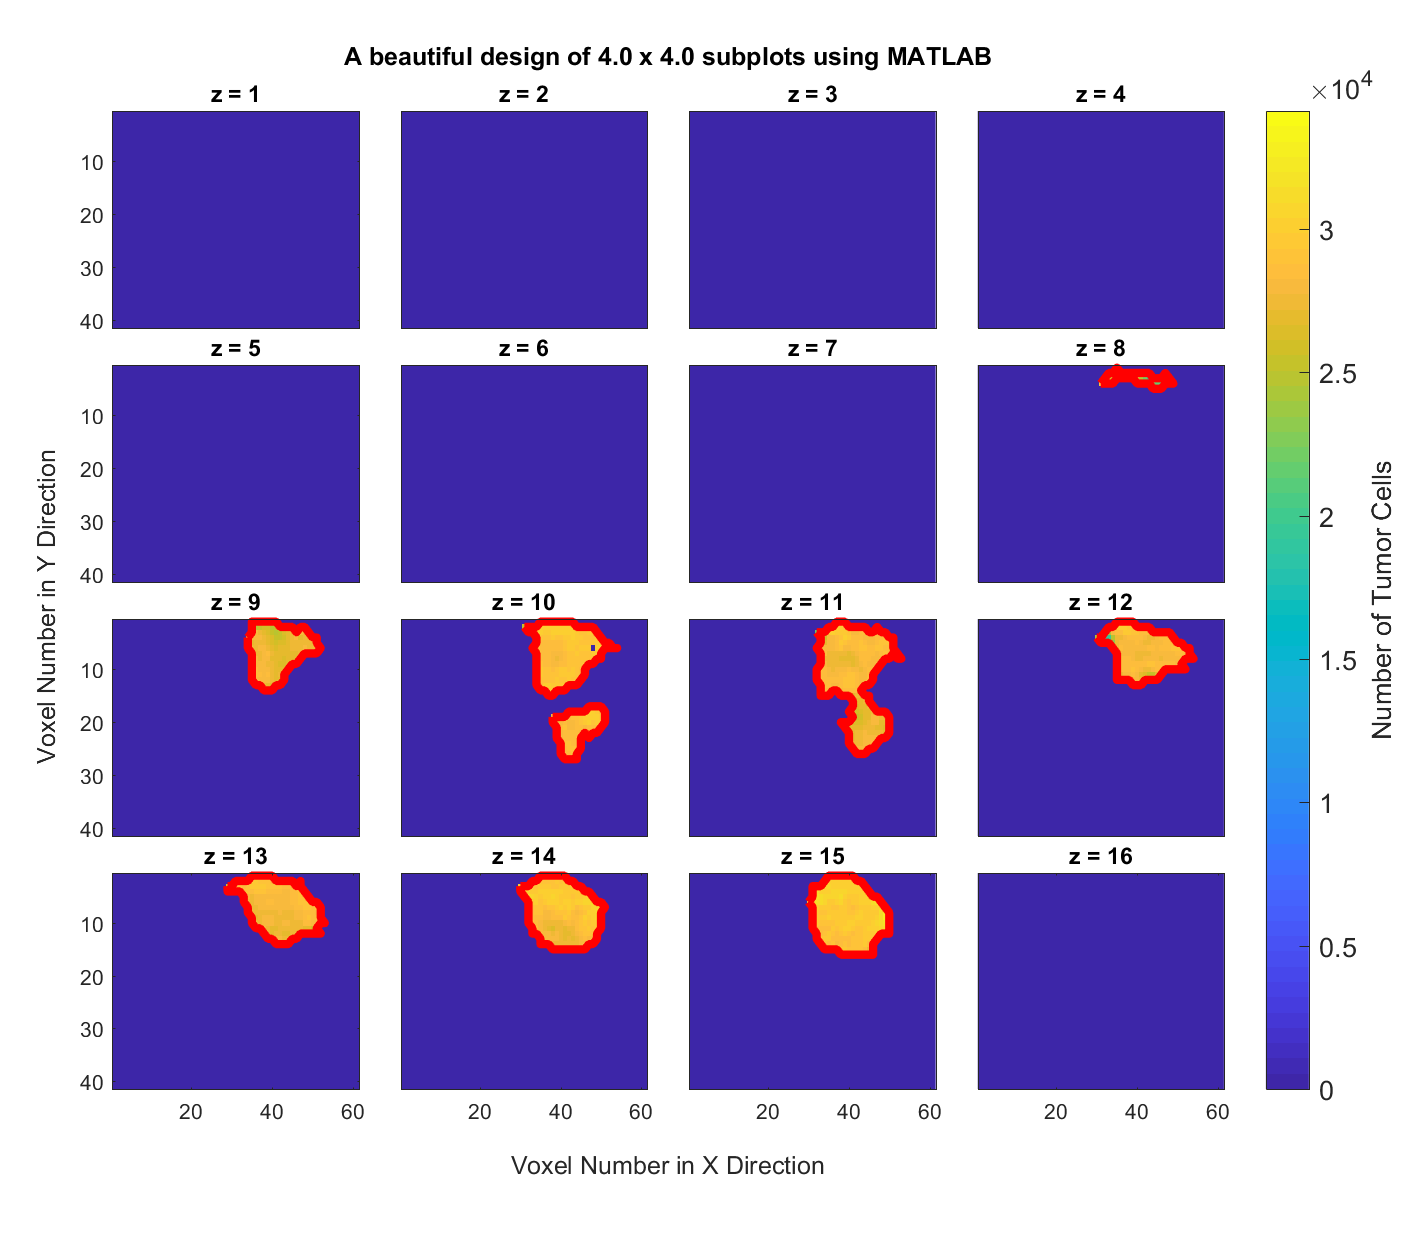 A beautiful design of 4.0 x 4.0 subplots using MATLAB
×10^4
z = 1
z = 2
z = 3
z = 4
10
20
30
40
z = 5
z = 6
z = 7
z = 8
10
20
30
40
z = 9
z = 10
z = 11
z = 12
10
20
30
40
z = 13
z = 14
z = 15
z = 16
10
20
30
40
20 40 60
20 40 60
20 40 60
20 40 60
Voxel Number in X Direction
Voxel Number in Y Direction
3
2.5
2
1.5
1
0.5
0
Number of Tumor Cells